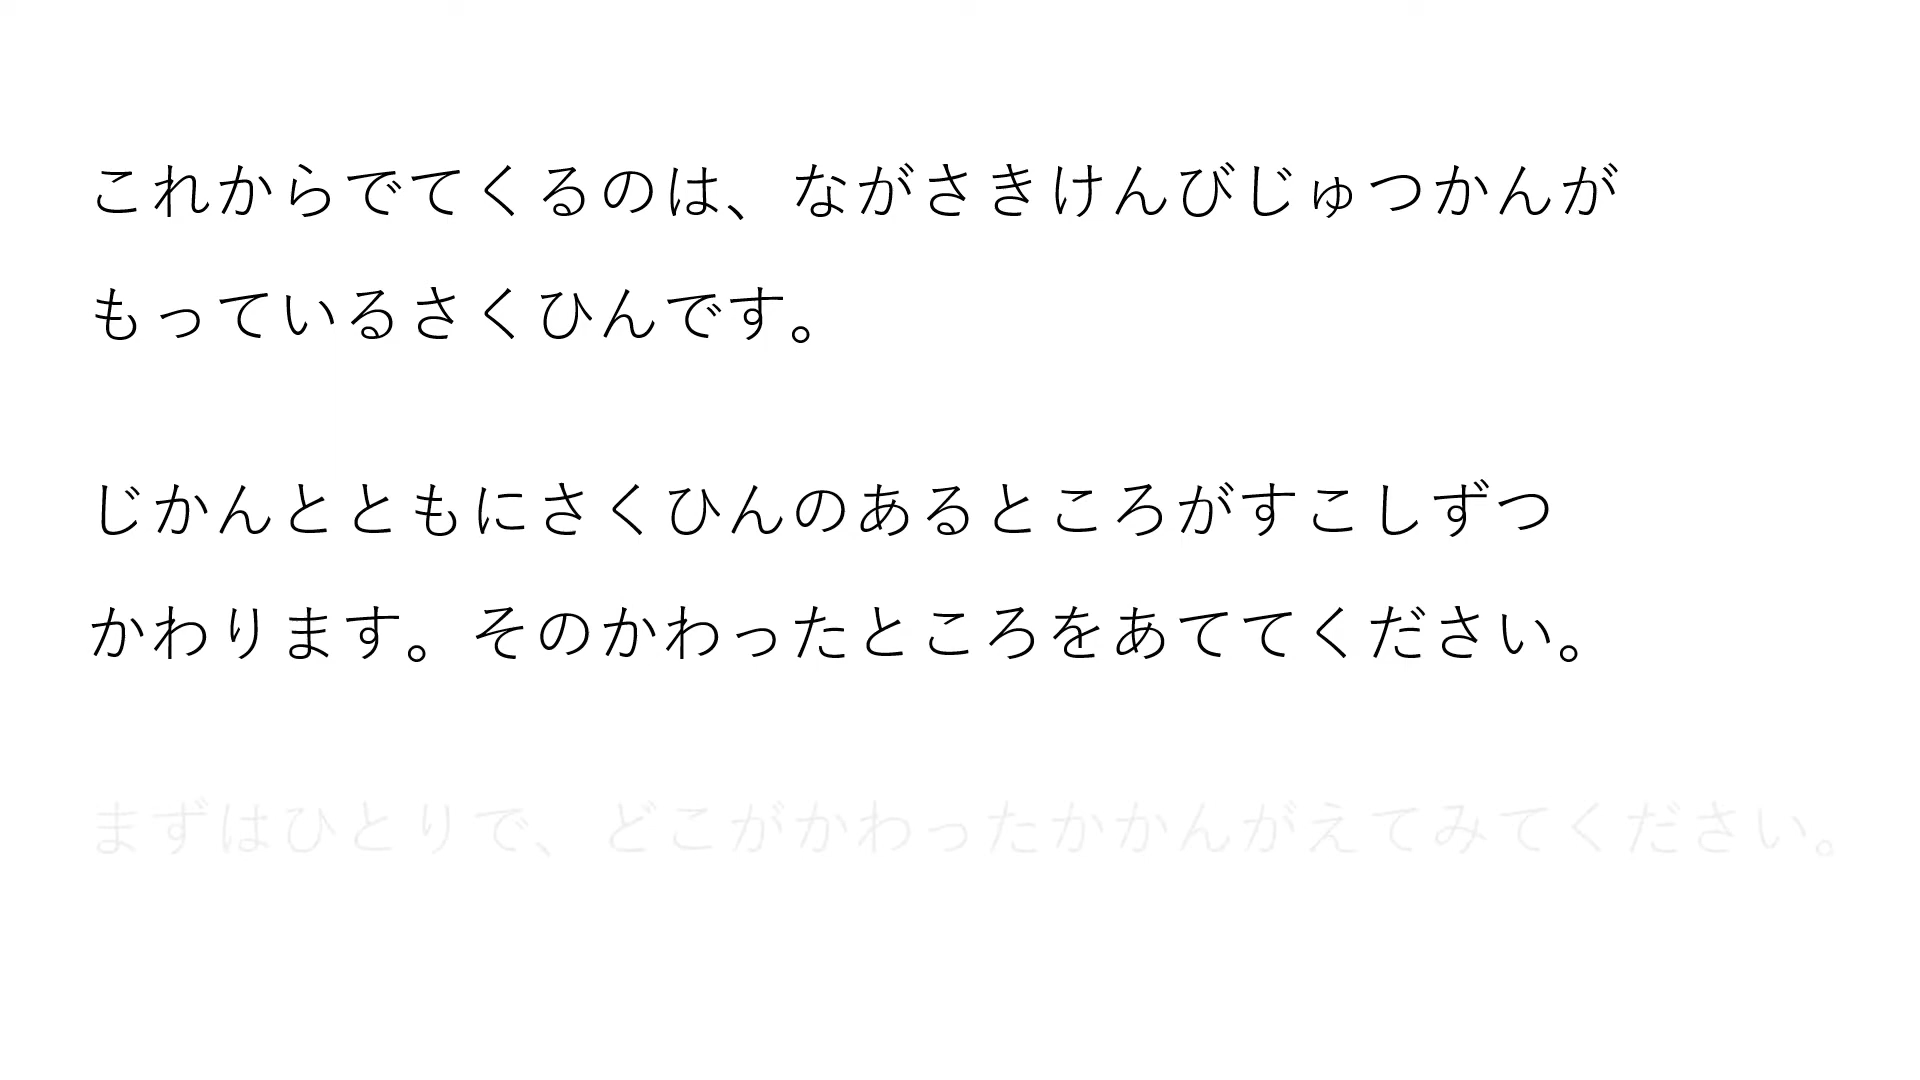 これからでてくるのは、ながさきけんびじゅつかんが
もっているさくひんです。
じかんとともにさくひんのあるところがすこしずつ
かわります。そのかわったところをあててください。
まずはひとりで、どこがかわったかかんがえてみてください。